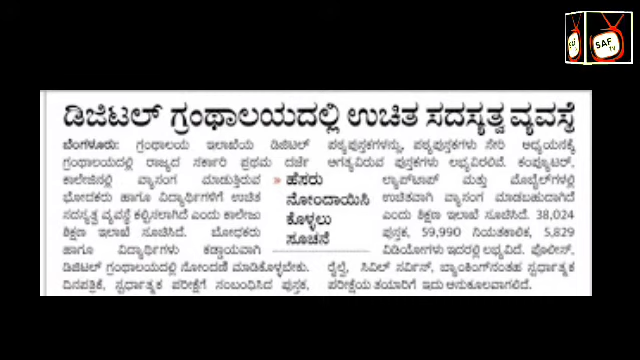 ಡಿಜಿಟಲ್ ಗ್ರಂಥಾಲಯದಲ್ಲಿ ಉಚಿತ ಸದಸ್ಯತ್ವ ವ್ಯವಸ್ಥೆ
ಬೆಂಗಳೂರು: ಗ್ರಂಥಾಲಯ ಇಲಾಖೆಯ ಡಿಜಿಟಲ್
ಗ್ರಂಥಾಲಯದಲ್ಲಿ ರಾಜ್ಯದ ಸರ್ಕಾರಿ ಪ್ರಥಮ ದರ್ಜೆ
ಕಾಲೇಜಿನಲ್ಲಿ ವ್ಯಾಸಂಗ ಮಾಡುತ್ತಿರುವ
ಭೋದಕರು ಹಾಗೂ ವಿದ್ಯಾರ್ಥಿಗಳಿಗೆ ಉಚಿತ
ಸದಸ್ಯತ್ವ ವ್ಯವಸ್ಥೆ ಕಲ್ಪಿಸಲಾಗಿದೆ ಎಂದು ಕಾಲೇಜು
ಶಿಕ್ಷಣ ಇಲಾಖೆ ಸೂಚಿಸಿದೆ. ಬೋಧಕರು
ಹಾಗೂ ವಿದ್ಯಾರ್ಥಿಗಳು ಕಡ್ಡಾಯವಾಗಿ
ಡಿಜಿಟಲ್ ಗ್ರಂಥಾಲಯದಲ್ಲಿ ನೋಂದಣಿ ಮಾಡಿಕೊಳ್ಳಬೇಕು.
ದಿನಪತ್ರಿಕೆ, ಸ್ಪರ್ಧಾತ್ಮಕ ಪರೀಕ್ಷೆಗೆ ಸಂಬಂಧಿಸಿದ ಪುಸ್ತಕ,
» ಹೆಸರು
ನೋಂದಾಯಿಸಿ
ಕೊಳ್ಳಲು
ಸೂಚನೆ
ಪಠ್ಯಪುಸ್ತಕಗಳನ್ನು, ಪಠ್ಯಪುಸ್ತಕಗಳು ಸೇರಿ ಅಧ್ಯಯನಕ್ಕೆ
ಅಗತ್ಯವಿರುವ ಪುಸ್ತಕಗಳು ಲಭ್ಯವಿರಲಿವೆ. ಕಂಪ್ಯೂಟರ್,
ಲ್ಯಾಪ್‌ಟಾಪ್ ಮತ್ತು ಮೊಬೈಲ್‌ಗಳಲ್ಲಿ
ಉಚಿತವಾಗಿ ವ್ಯಾಸಂಗ ಮಾಡಬಹುದಾಗಿದೆ
ಎಂದು ಶಿಕ್ಷಣ ಇಲಾಖೆ ಸೂಚಿಸಿದೆ. 38,024
ಪುಸ್ತಕ, 59,990 ನಿಯತಕಾಲಿಕ, 5,829
ವಿಡಿಯೋಗಳು ಇದರಲ್ಲಿ ಲಭ್ಯವಿದೆ. ಪೊಲೀಸ್,
ರೈಲ್ವೆ, ಸಿವಿಲ್ ಸರ್ವಿಸ್, ಬ್ಯಾಂಕಿಂಗ್‌ನಂತಹ ಸ್ಪರ್ಧಾತ್ಮಕ
ಪರೀಕ್ಷೆಯ ತಯಾರಿಗೆ ಇದು ಅನುಕೂಲವಾಗಲಿದೆ.
SAF
TV